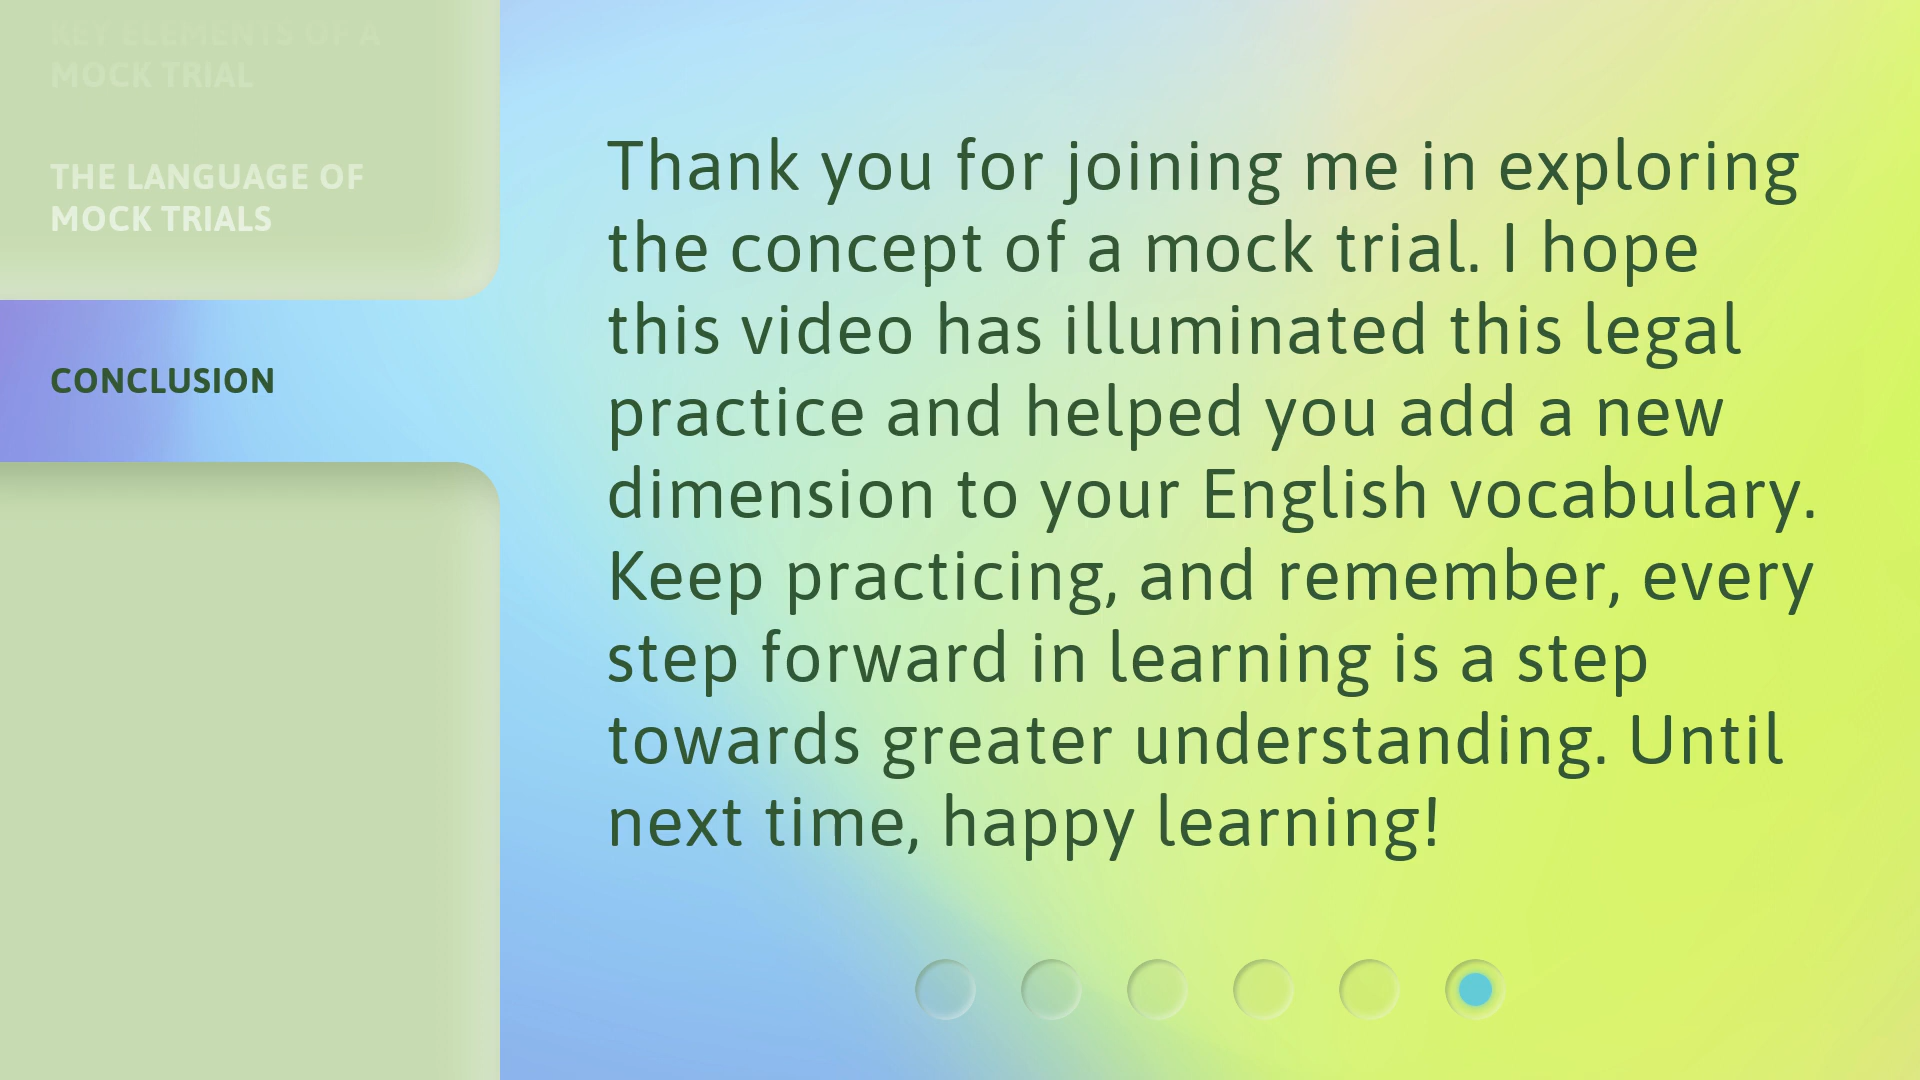 KEY ELEMENTS OF A
MOCK TRIAL
THE LANGUAGE OF
MOCK TRIALS
CONCLUSION
Thank you for joining me in exploring
the concept of a mock trial. I hope
this video has illuminated this legal
practice and helped you add a new
dimension to your English vocabulary.
Keep practicing, and remember, every
step forward in learning is a step
towards greater understanding. Until
next time, happy learning!